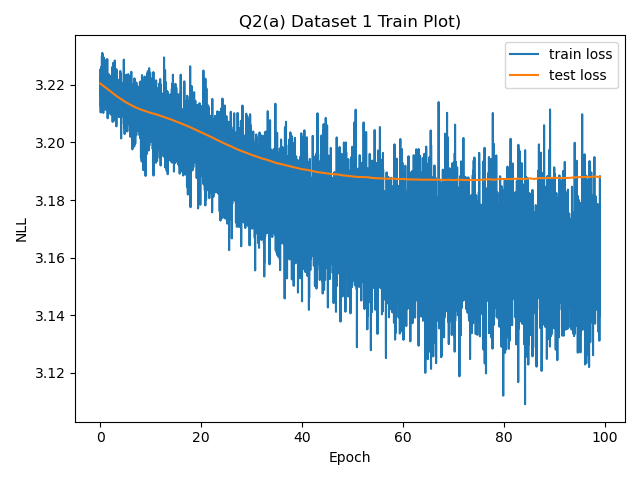 Q2(a) Dataset 1 Train Plot)
train loss
test loss
3.22
3.20
3.18
3.16
3.14
3.12
NLL
0 20 40 60 80 100
Epoch